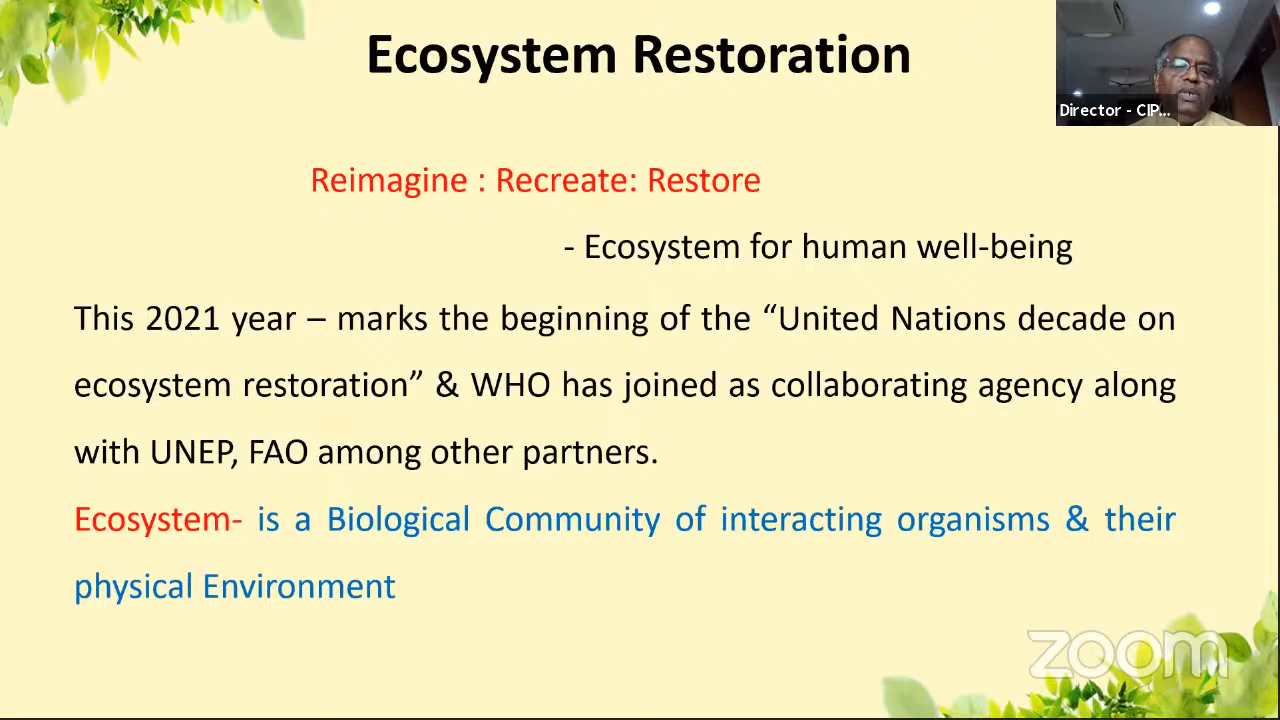 Ecosystem Restoration
Director - CIP...
Reimagine : Recreate: Restore
- Ecosystem for human well-being
This 2021 year – marks the beginning of the “United Nations decade on
ecosystem restoration” & WHO has joined as collaborating agency along
with UNEP, FAO among other partners.
Ecosystem- is a Biological Community of interacting organisms & their
physical Environment
zoom